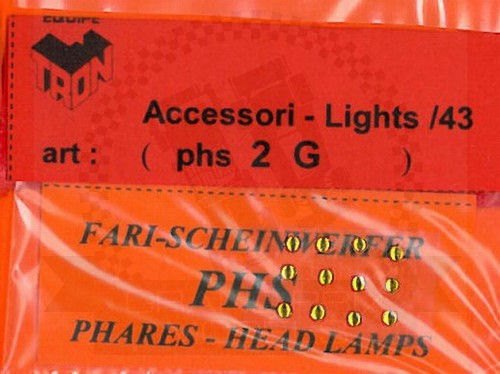 EQUIPE
TRON
Accessori - Lights /43
art : ( phs 2 G )
FARI-SCHEINWERFER
PHS
PHARES - HEAD LAMPS